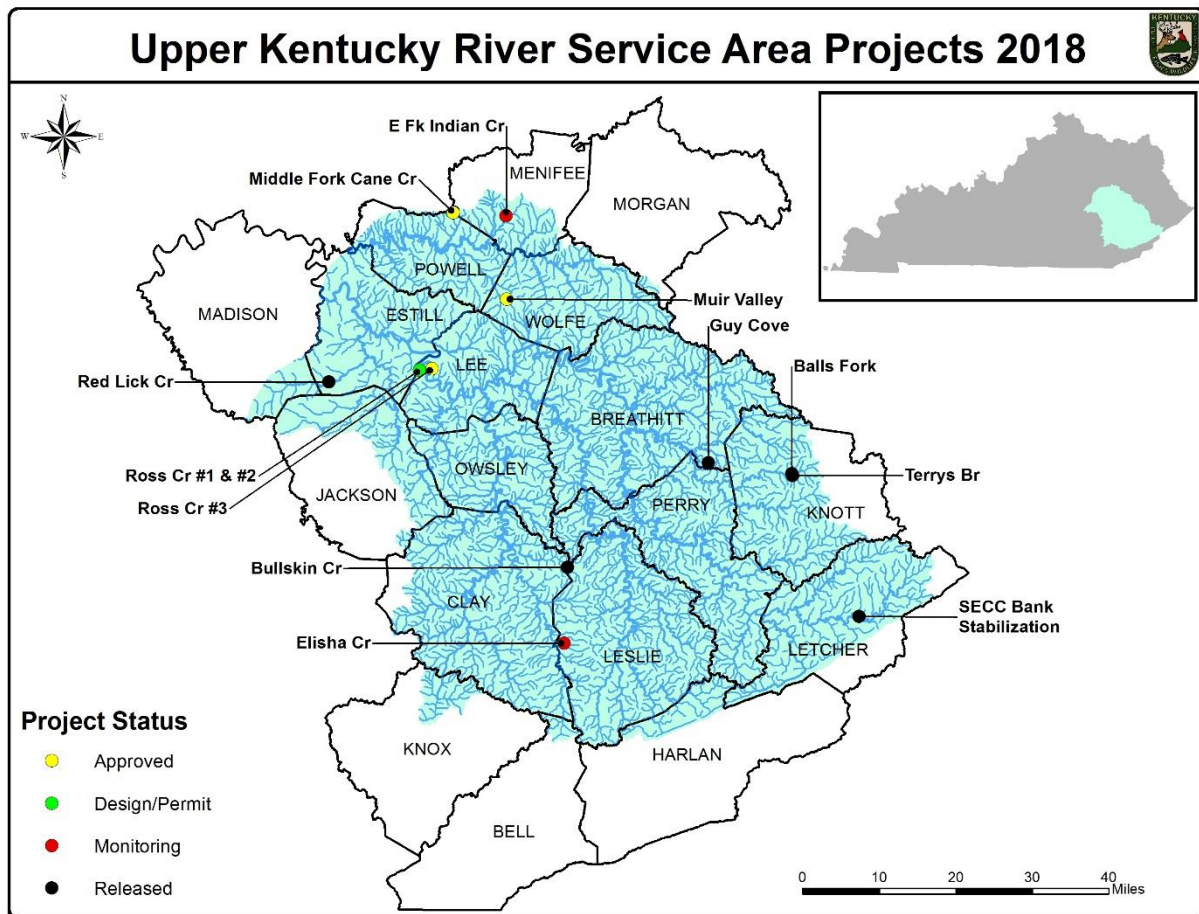 Upper Kentucky River Service Area Projects 2018
KENTUCKY
N
W
E
S
E Fk Indian Cr
MENIFEE
Middle Fork Cane Cr
MORGAN
POWELL
MADISON
Muir Valley
ESTILL
WOLFE
Guy Cove
LEE
Red Lick Cr
Balls Fork
BREATHITT
Ross Cr #1 & #2
OWSLEY
Terrys Br
JACKSON
PERRY
Ross Cr #3
KNOTT
Bullskin Cr
CLAY
SECC Bank
Stabilization
Elisha Cr
LESLIE
LETCHER
Project Status
KNOX
HARLAN
Approved
Design/Permit
BELL
Monitoring
Released
0 10 20 30 40
Miles